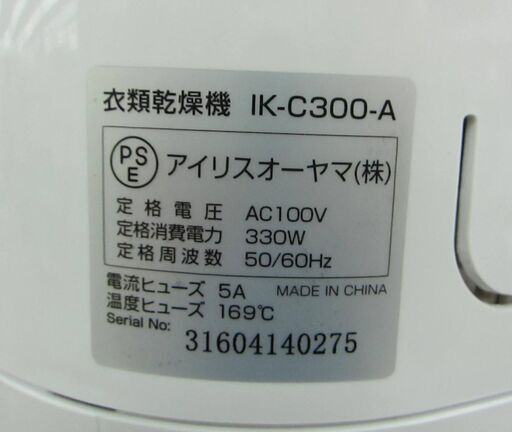 衣類乾燥機 IK-C300-A
PS
E アイリスオーヤマ(株)
定格電圧 AC100V
定格消費電力 330W
定格周波数 50/60Hz
電流ヒューズ 5A MADE IN CHINA
温度ヒューズ 169℃
Serial No: 31604140275